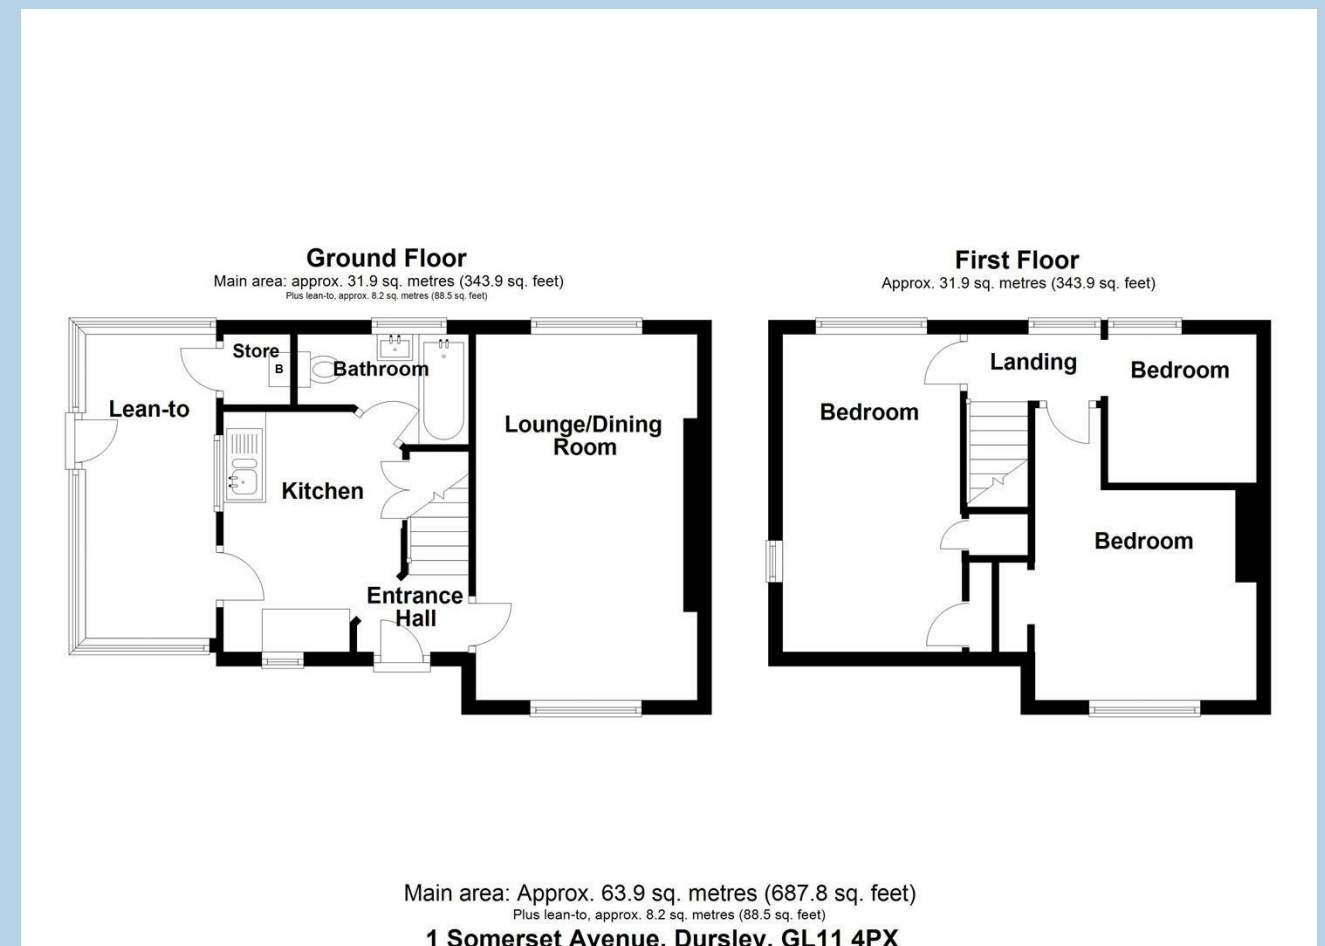 Ground Floor
Main area: approx. 31.9 sq. metres (343.9 sq. feet)
Plus lean-to, approx. 8.2 sq. metres (88.5 sq. feet)
Store
B
Bathroom
Lean-to
Lounge/Dining
Room
Kitchen
Entrance
Hall
First Floor
Approx. 31.9 sq. metres (343.9 sq. feet)
Landing
Bedroom
Bedroom
Bedroom
Main area: Approx. 63.9 sq. metres (687.8 sq. feet)
Plus lean-to, approx. 8.2 sq. metres (88.5 sq. feet)
1 Somerset Avenue, Dursley, GL11 4PX